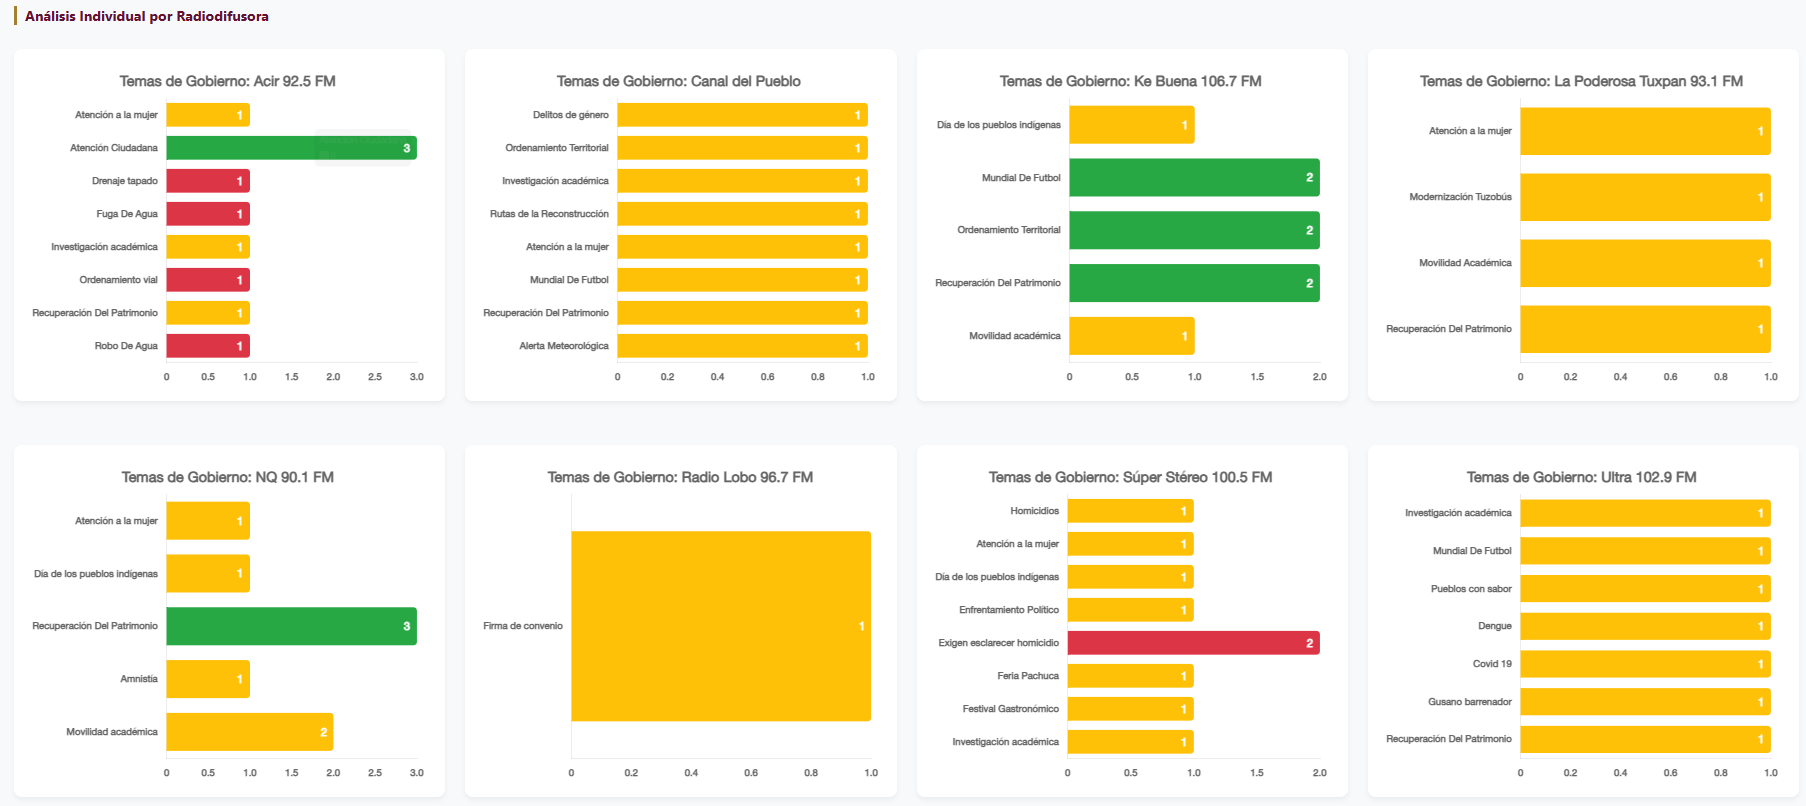 Análisis Individual por Radiodifusora
Temas de Gobierno: Acir 92.5 FM
Atención a la mujer 1
Atención Ciudadana 3
Drenaje tapado 1
Fuga De Agua 1
Investigación académica 1
Ordenamiento vial 1
Recuperación Del Patrimonio 1
Robo De Agua 1
0 0.5 1.0 1.5 2.0 2.5 3.0
Temas de Gobierno: Canal del Pueblo
Delitos de género 1
Ordenamiento Territorial 1
Investigación académica 1
Rutas de la Reconstrucción 1
Atención a la mujer 1
Mundial De Futbol 1
Recuperación Del Patrimonio 1
Alerta Meteorológica 1
0 0.2 0.4 0.6 0.8 1.0
Temas de Gobierno: Ke Buena 106.7 FM
Día de los pueblos indígenas 1
Mundial De Futbol 2
Ordenamiento Territorial 2
Recuperación Del Patrimonio 2
Movilidad académica 1
0 0.5 1.0 1.5 2.0
Temas de Gobierno: La Poderosa Tuxpan 93.1 FM
Atención a la mujer 1
Modernización Tuzobús 1
Movilidad Académica 1
Recuperación Del Patrimonio 1
0 0.2 0.4 0.6 0.8 1.0
Temas de Gobierno: NQ 90.1 FM
Atención a la mujer 1
Día de los pueblos indígenas 1
Recuperación Del Patrimonio 3
Amnistía 1
Movilidad académica 2
0 0.5 1.0 1.5 2.0 2.5 3.0
Temas de Gobierno: Radio Lobo 96.7 FM
Firma de convenio 1
0 0.2 0.4 0.6 0.8 1.0
Temas de Gobierno: Súper Stéreo 100.5 FM
Homicidios 1
Atención a la mujer 1
Día de los pueblos indígenas 1
Enfrentamiento Político 1
Exigen esclarecer homicidio 2
Feria Pachuca 1
Festival Gastronómico 1
Investigación académica 1
0 0.5 1.0 1.5 2.0
Temas de Gobierno: Ultra 102.9 FM
Investigación académica 1
Mundial De Futbol 1
Pueblos con sabor 1
Dengue 1
Covid 19 1
Gusano barrenador 1
Recuperación Del Patrimonio 1
0 0.2 0.4 0.6 0.8 1.0